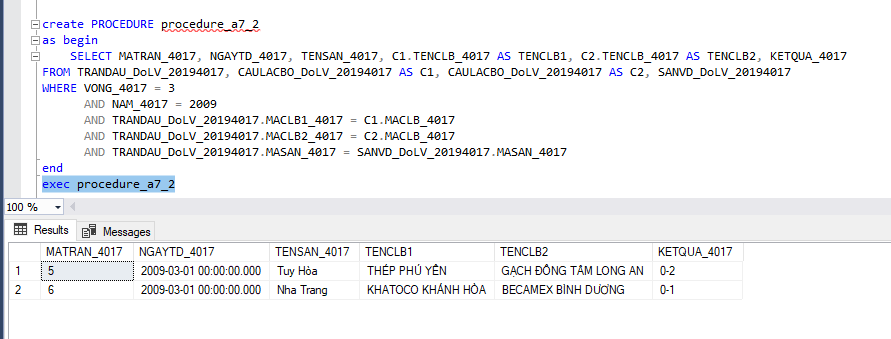 create PROCEDURE procedure_a7_2
as begin
SELECT MATRAN_4017, NGAYTD_4017, TENSAN_4017, C1.TENCLB_4017 AS TENCLB1, C2.TENCLB_4017 AS TENCLB2, KETQUA_4017
FROM TRANDAU_DoLV_20194017, CAULACBO_DoLV_20194017 AS C1, CAULACBO_DoLV_20194017 AS C2, SANVD_DoLV_20194017
WHERE VONG_4017 = 3
AND NAM_4017 = 2009
AND TRANDAU_DoLV_20194017.MACLB1_4017 = C1.MACLB_4017
AND TRANDAU_DoLV_20194017.MACLB2_4017 = C2.MACLB_4017
AND TRANDAU_DoLV_20194017.MASAN_4017 = SANVD_DoLV_20194017.MASAN_4017
end
exec procedure_a7_2
100 %
Results Messages
MATRAN_4017 NGAYTD_4017 TENSAN_4017 TENCLB1 TENCLB2 KETQUA_4017
1 5 2009-03-01 00:00:00.000 Tuy Hòa THÉP PHÚ YÊN GẠCH ĐỒNG TÂM LONG AN 0-2
2 6 2009-03-01 00:00:00.000 Nha Trang KHATOCO KHÁNH HÒA BECAMEX BÌNH DƯƠNG 0-1